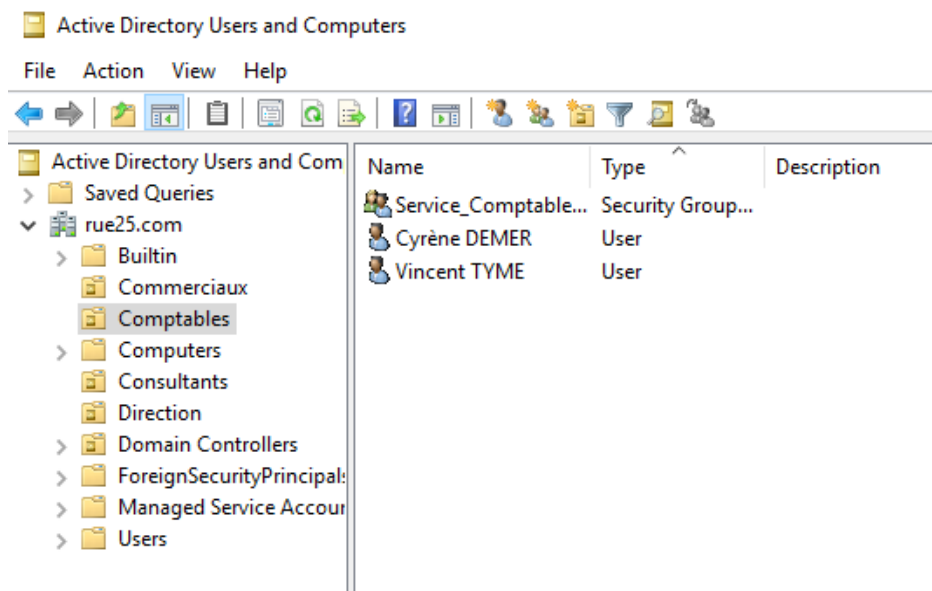 Active Directory Users and Computers
File Action View Help
Active Directory Users and Com
Saved Queries
rue25.com
Builtin
Commerciaux
Comptables
Computers
Consultants
Direction
Domain Controllers
ForeignSecurityPrincipals
Managed Service Accour
Users
Name Type Description
Service_Comptable... Security Group...
Cyrène DEMER User
Vincent TYME User